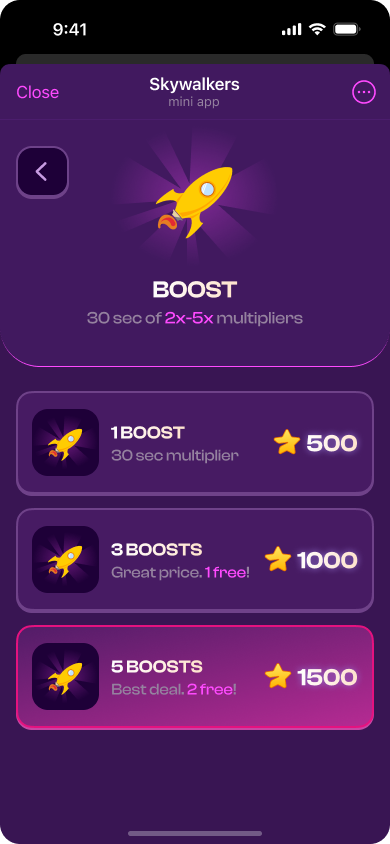 9:41
Close
Skywalkers
mini app
BOOST
30 sec of 2x-5x multipliers
1 BOOST
30 sec multiplier
500
3 BOOSTS
Great price. 1 free!
1000
5 BOOSTS
Best deal. 2 free!
1500